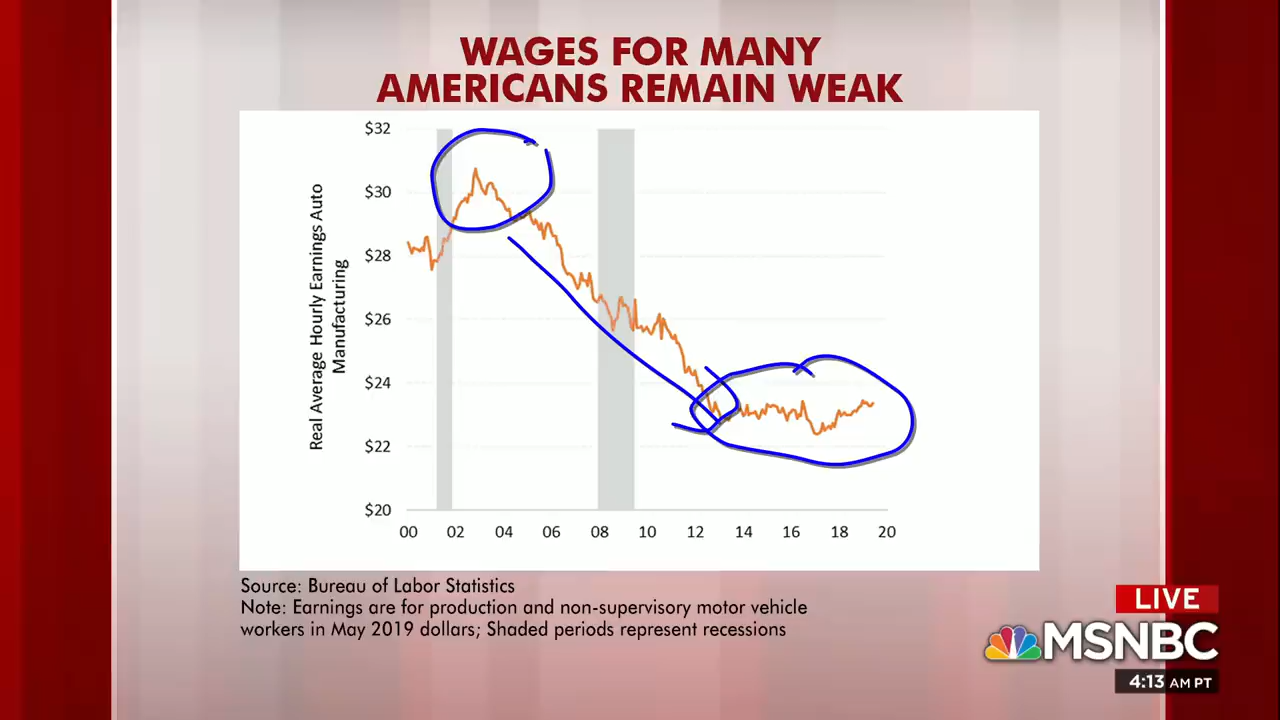 WAGES FOR MANY
AMERICANS REMAIN WEAK
Real Average Hourly Earnings Auto
Manufacturing
$32
$30
$28
$26
$24
$22
$20
00 02 04 06 08 10 12 14 16 18 20
Source: Bureau of Labor Statistics
Note: Earnings are for production and non-supervisory motor vehicle
workers in May 2019 dollars; Shaded periods represent recessions
LIVE
MSNBC
4:13 AM PT